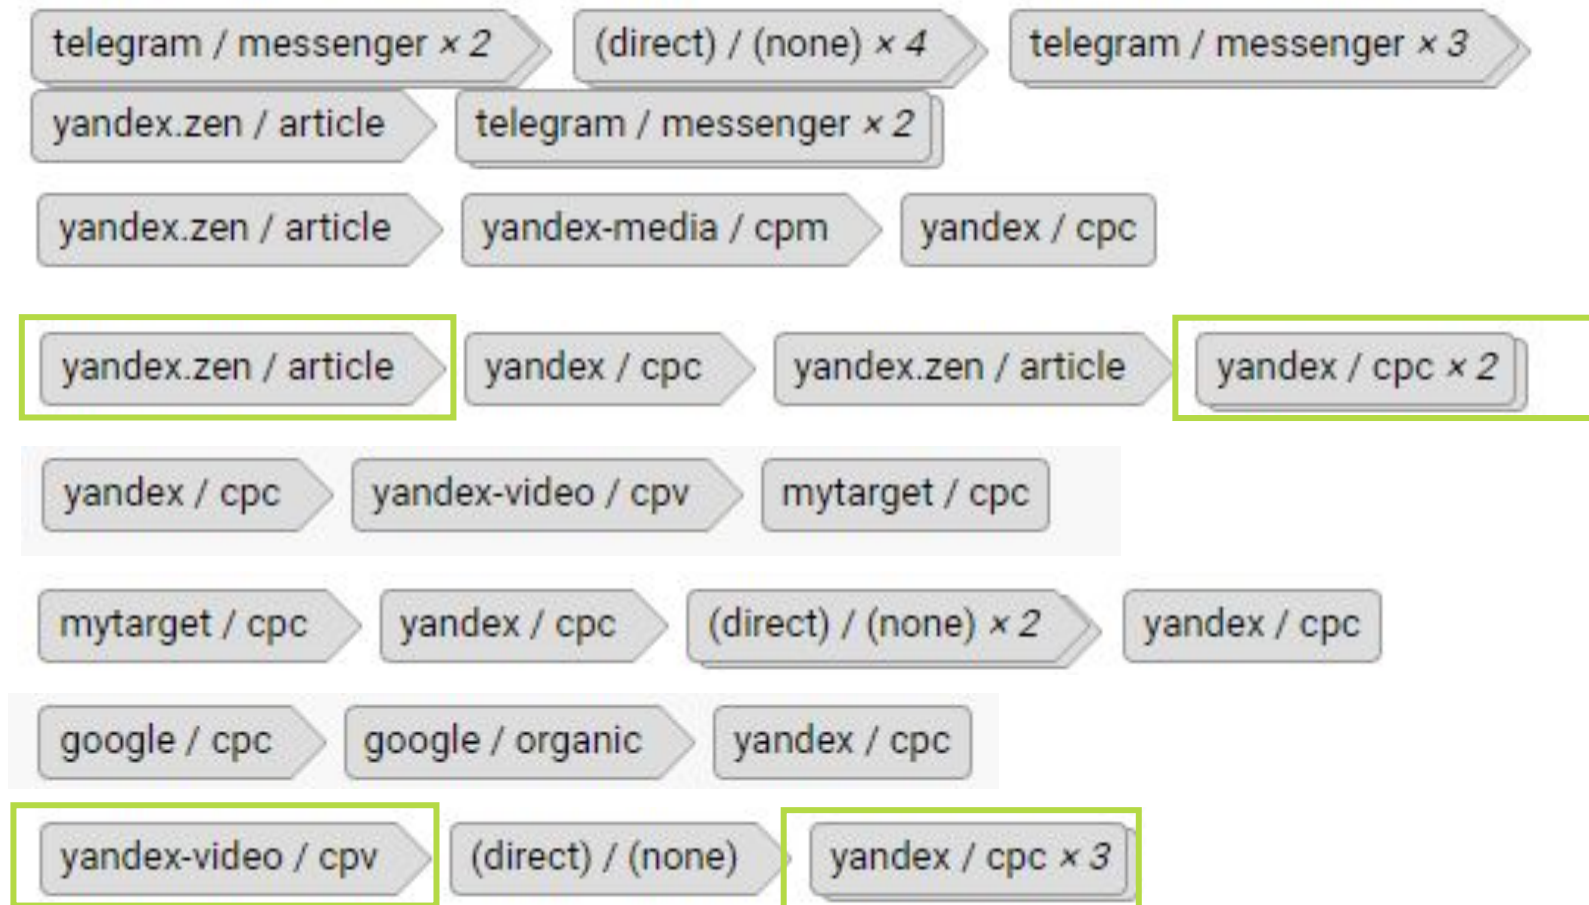 telegram / messenger × 2 (direct) / (none) × 4 telegram / messenger × 3
yandex.zen / article telegram / messenger × 2
yandex.zen / article yandex-media / cpm yandex / cpc
yandex.zen / article yandex / cpc yandex.zen / article yandex / cpc × 2
yandex / cpc yandex-video / cpv mytarget / cpc
mytarget / cpc yandex / cpc (direct) / (none) × 2 yandex / cpc
google / cpc google / organic yandex / cpc
yandex-video / cpv (direct) / (none) yandex / cpc × 3